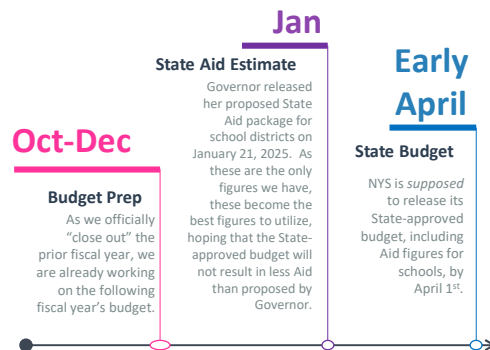 Oct-Dec
Budget Prep
As we officially
“close out” the
prior fiscal year, we
are already working
on the following
fiscal year’s budget.
Jan
State Aid Estimate
Governor released
her proposed State
Aid package for
school districts on
January 21, 2025.  As
these are the only
figures we have,
these become the
best figures to utilize,
hoping that the State-
approved budget will
not result in less Aid
than proposed by
Governor.
Early
April
State Budget
NYS is supposed
to release its
State-approved
budget, including
Aid figures for
schools, by
April 1st.